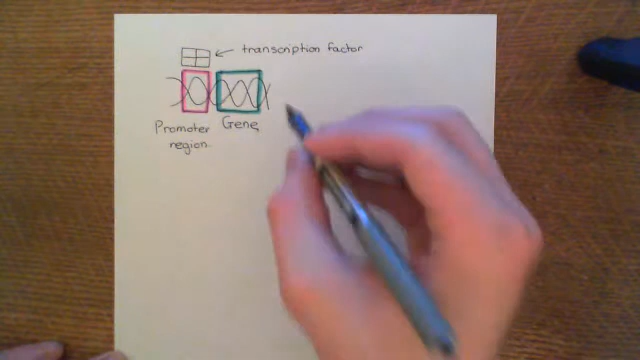 transcription factor
Promoter
region.
Gene